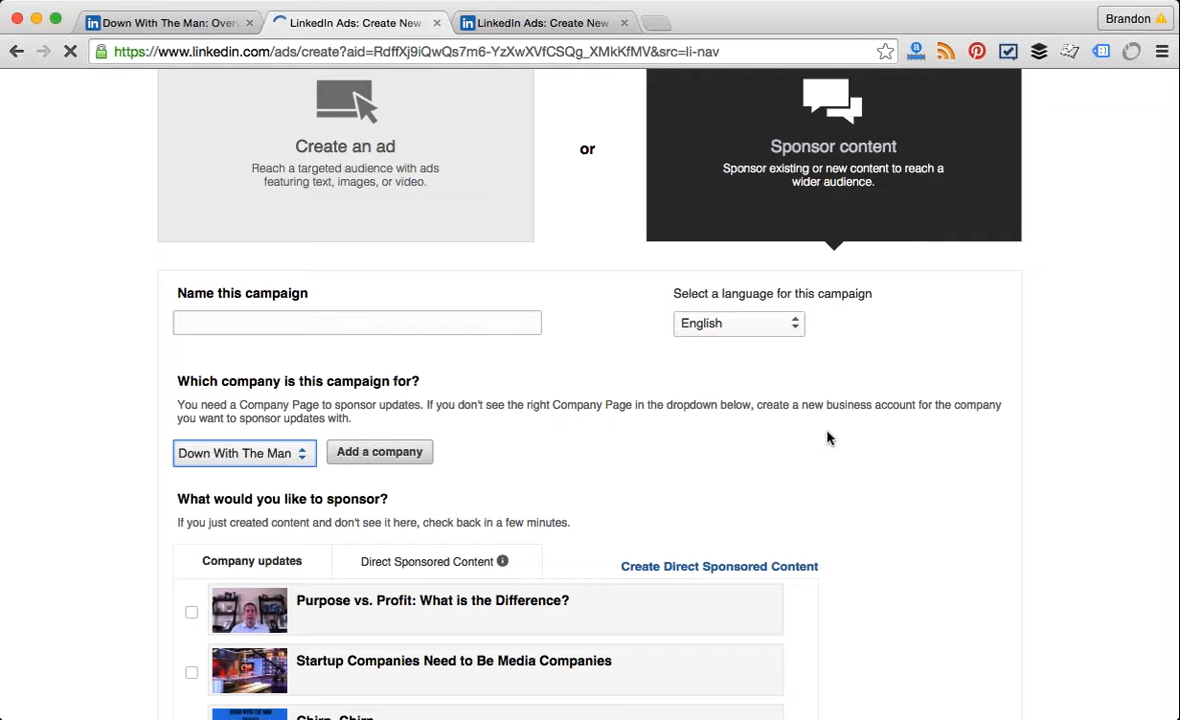 Down With The Man: Over
LinkedIn Ads: Create New
LinkedIn Ads: Create New
Brandon
https://www.linkedin.com/ads/create?aid=RdffXj9iQwQs7m6-YzXwXVfCSQg_XMkKfMV&src=li-nav
Create an ad
Reach a targeted audience with ads
featuring text, images, or video.
or
Sponsor content
Sponsor existing or new content to reach a
wider audience.
Name this campaign
Select a language for this campaign
English
Which company is this campaign for?
You need a Company Page to sponsor updates. If you don't see the right Company Page in the dropdown below, create a new business account for the company
you want to sponsor updates with.
Down With The Man
Add a company
What would you like to sponsor?
If you just created content and don't see it here, check back in a few minutes.
Company updates
Direct Sponsored Content
Create Direct Sponsored Content
Purpose vs. Profit: What is the Difference?
Startup Companies Need to Be Media Companies
Chirp, Chirp
DOWN WITH THE MAN